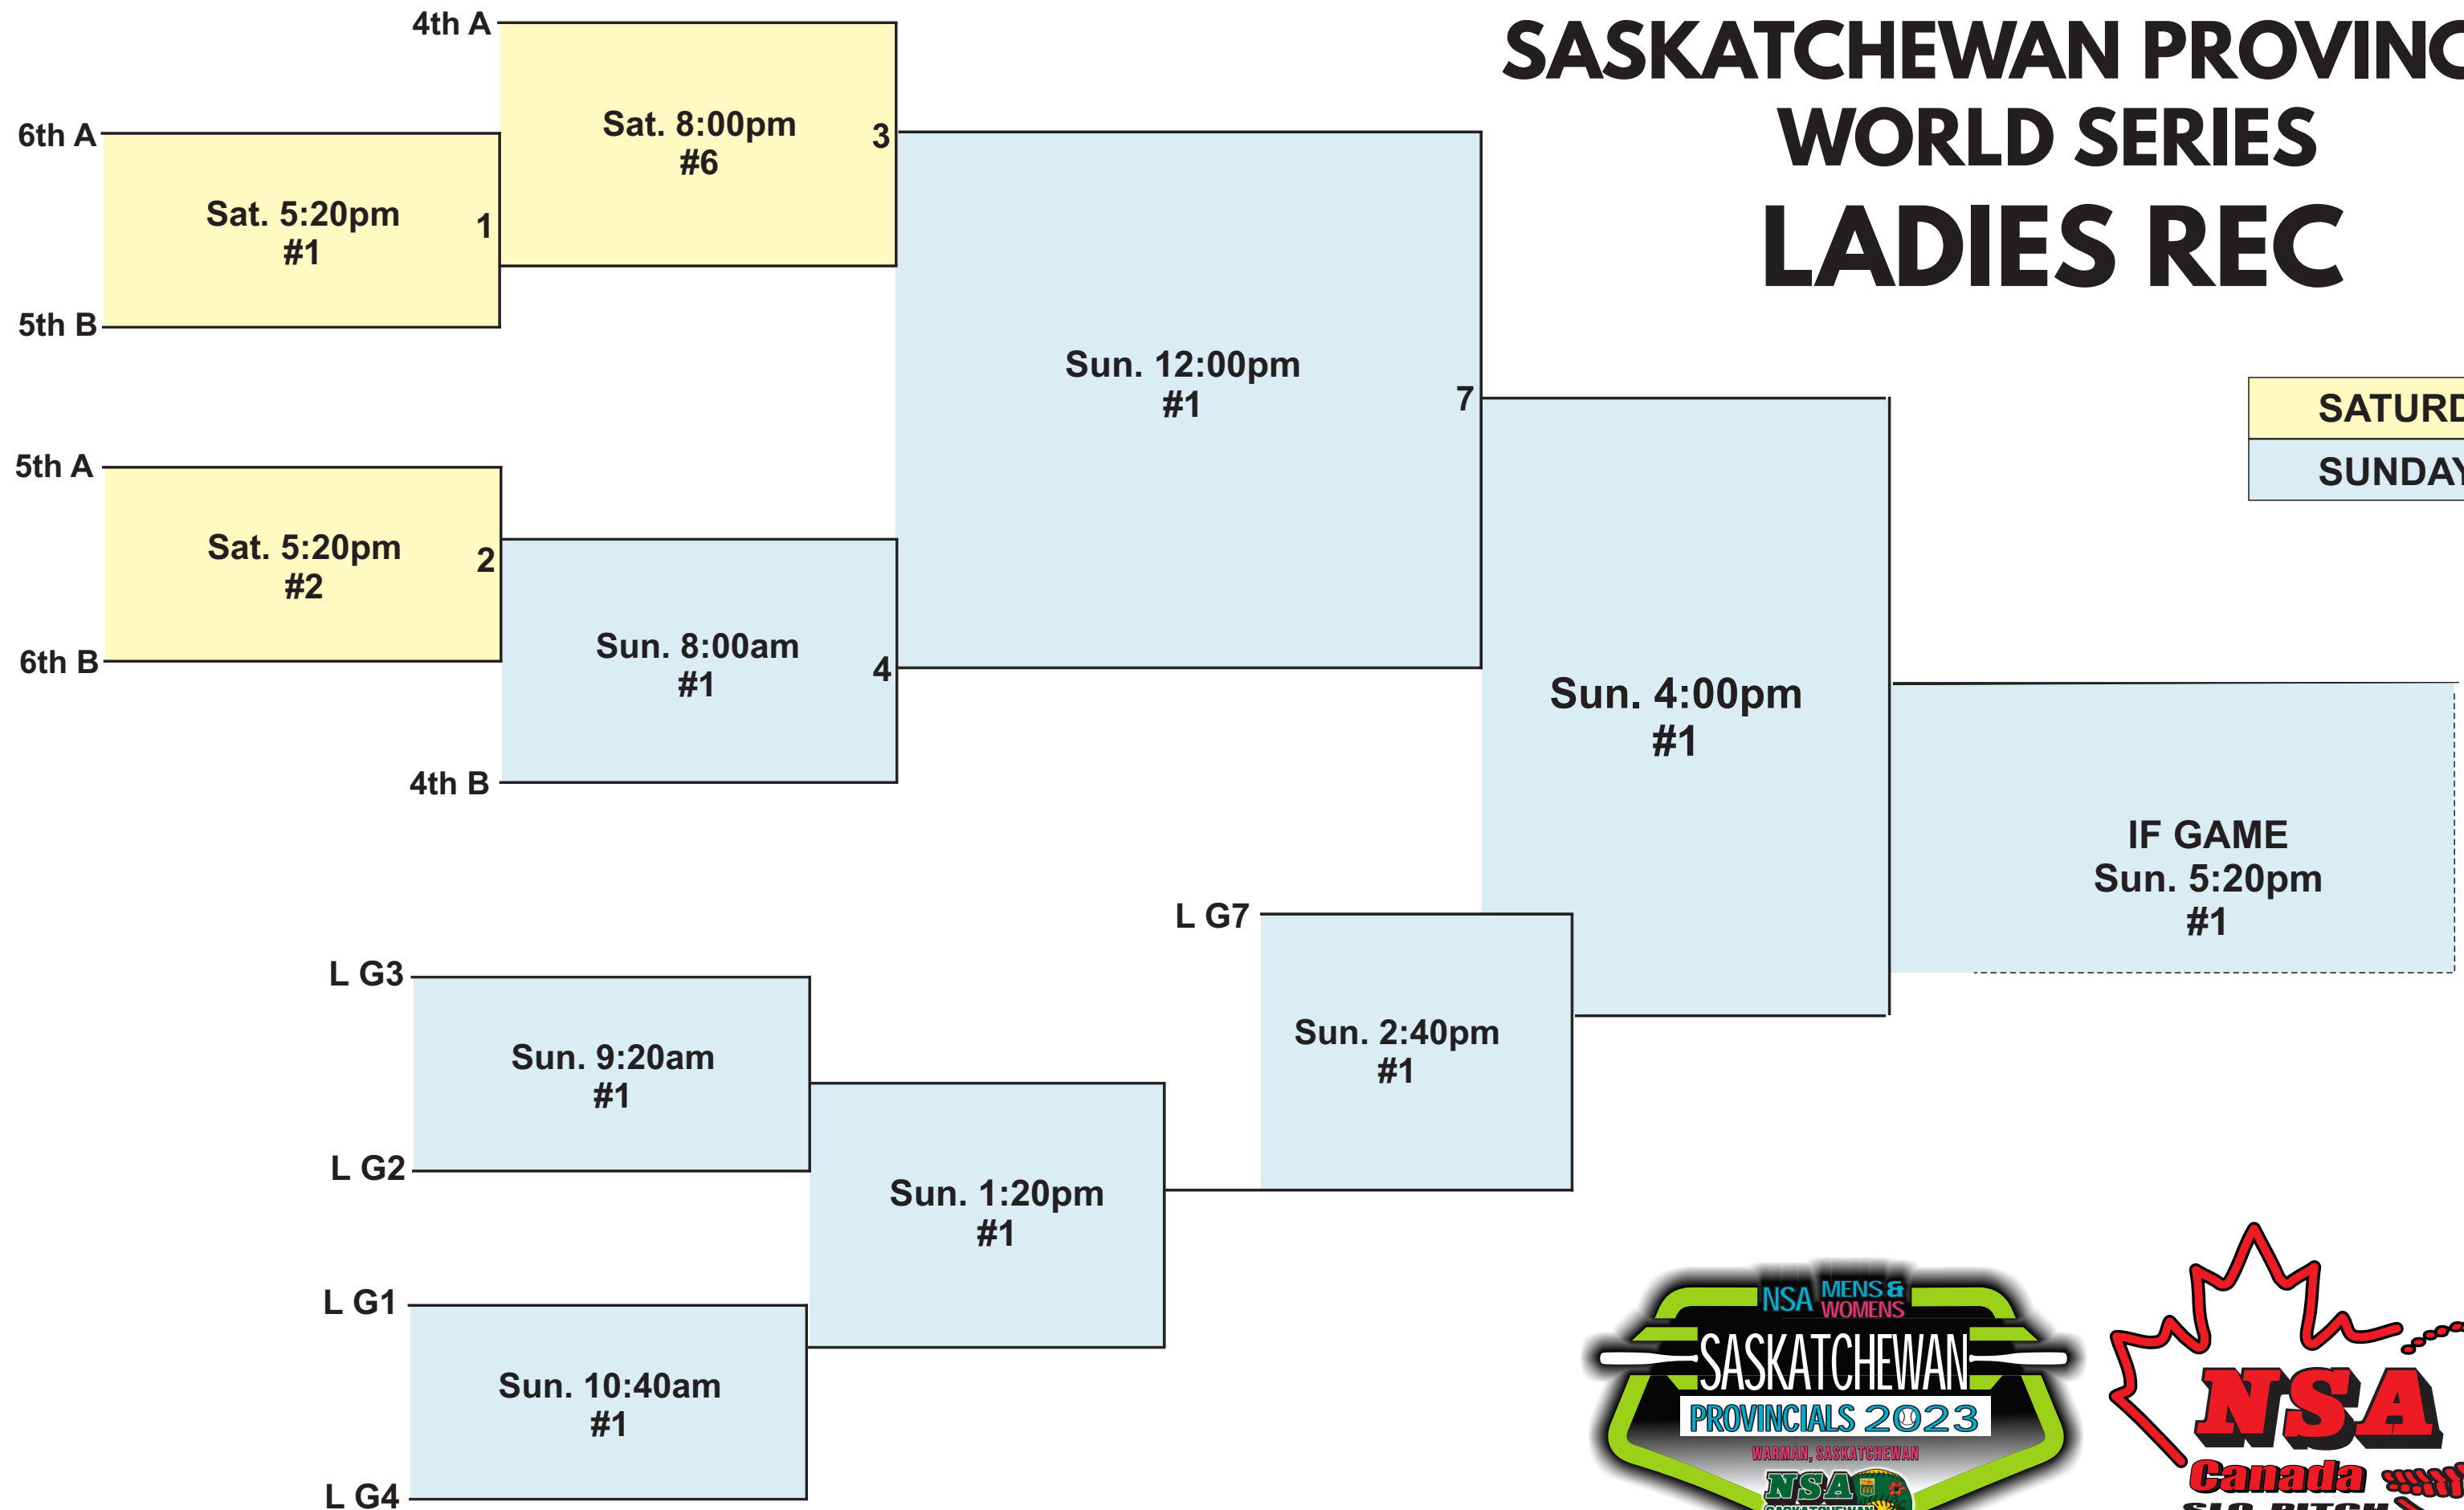 SASKATCHEWAN PROVINC
WORLD SERIES
LADIES REC
4th A
Sat. 8:00pm
#6
3
6th A
Sat. 5:20pm
#1
1
5th B
Sun. 12:00pm
#1
7
SATURD
SUNDAY
5th A
Sat. 5:20pm
#2
2
6th B
Sun. 8:00am
#1
4
4th B
Sun. 4:00pm
#1
IF GAME
Sun. 5:20pm
#1
L G7
Sun. 2:40pm
#1
L G3
Sun. 9:20am
#1
L G2
Sun. 1:20pm
#1
L G1
Sun. 10:40am
#1
L G4
NSA MENS &
WOMENS
SASKATCHEWAN
PROVINCIALS 2023
WARMAN, SASKATCHEWAN
NSA
SASKATCHEWAN
NSA
Canada
SLO-PITCH